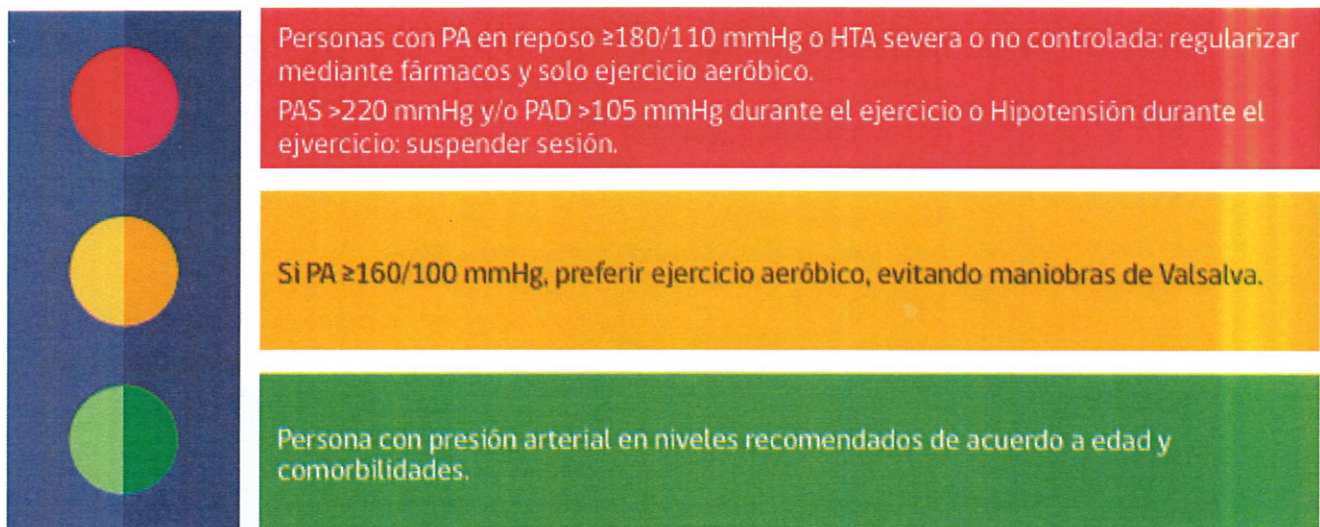 Personas con PA en reposo ≥180/110 mmHg o HTA severa o no controlada: regularizar
mediante fármacos y solo ejercicio aeróbico.
PAS >220 mmHg y/o PAD >105 mmHg durante el ejercicio o Hipotensión durante el
ejvercicio: suspender sesión.
Si PA ≥160/100 mmHg, preferir ejercicio aeróbico, evitando maniobras de Valsalva.
Persona con presión arterial en niveles recomendados de acuerdo a edad y
comorbilidades.